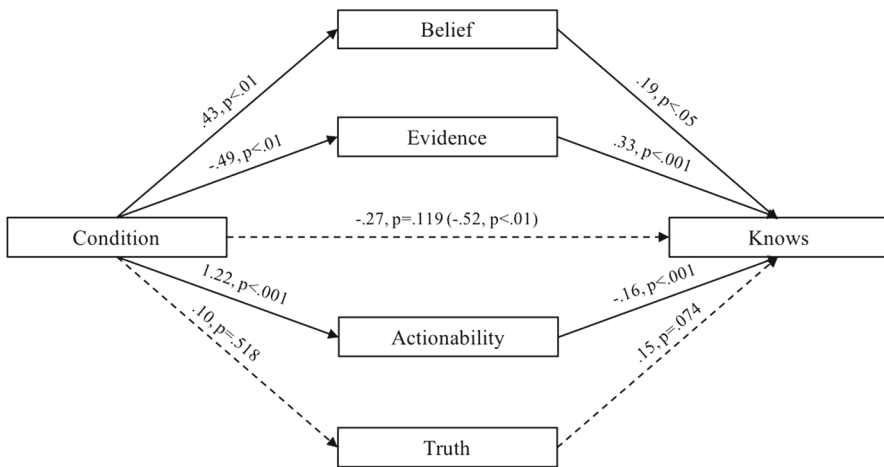 Belief
.43, p<.01
.19, p<.05
Evidence
-.49, p<.01
.33, p<.001
Condition
-.27, p=.119 (-.52, p<.01)
Knows
1.22, p<.001
-.16, p<.001
Actionability
.10, p=.518
.15, p=.074
Truth